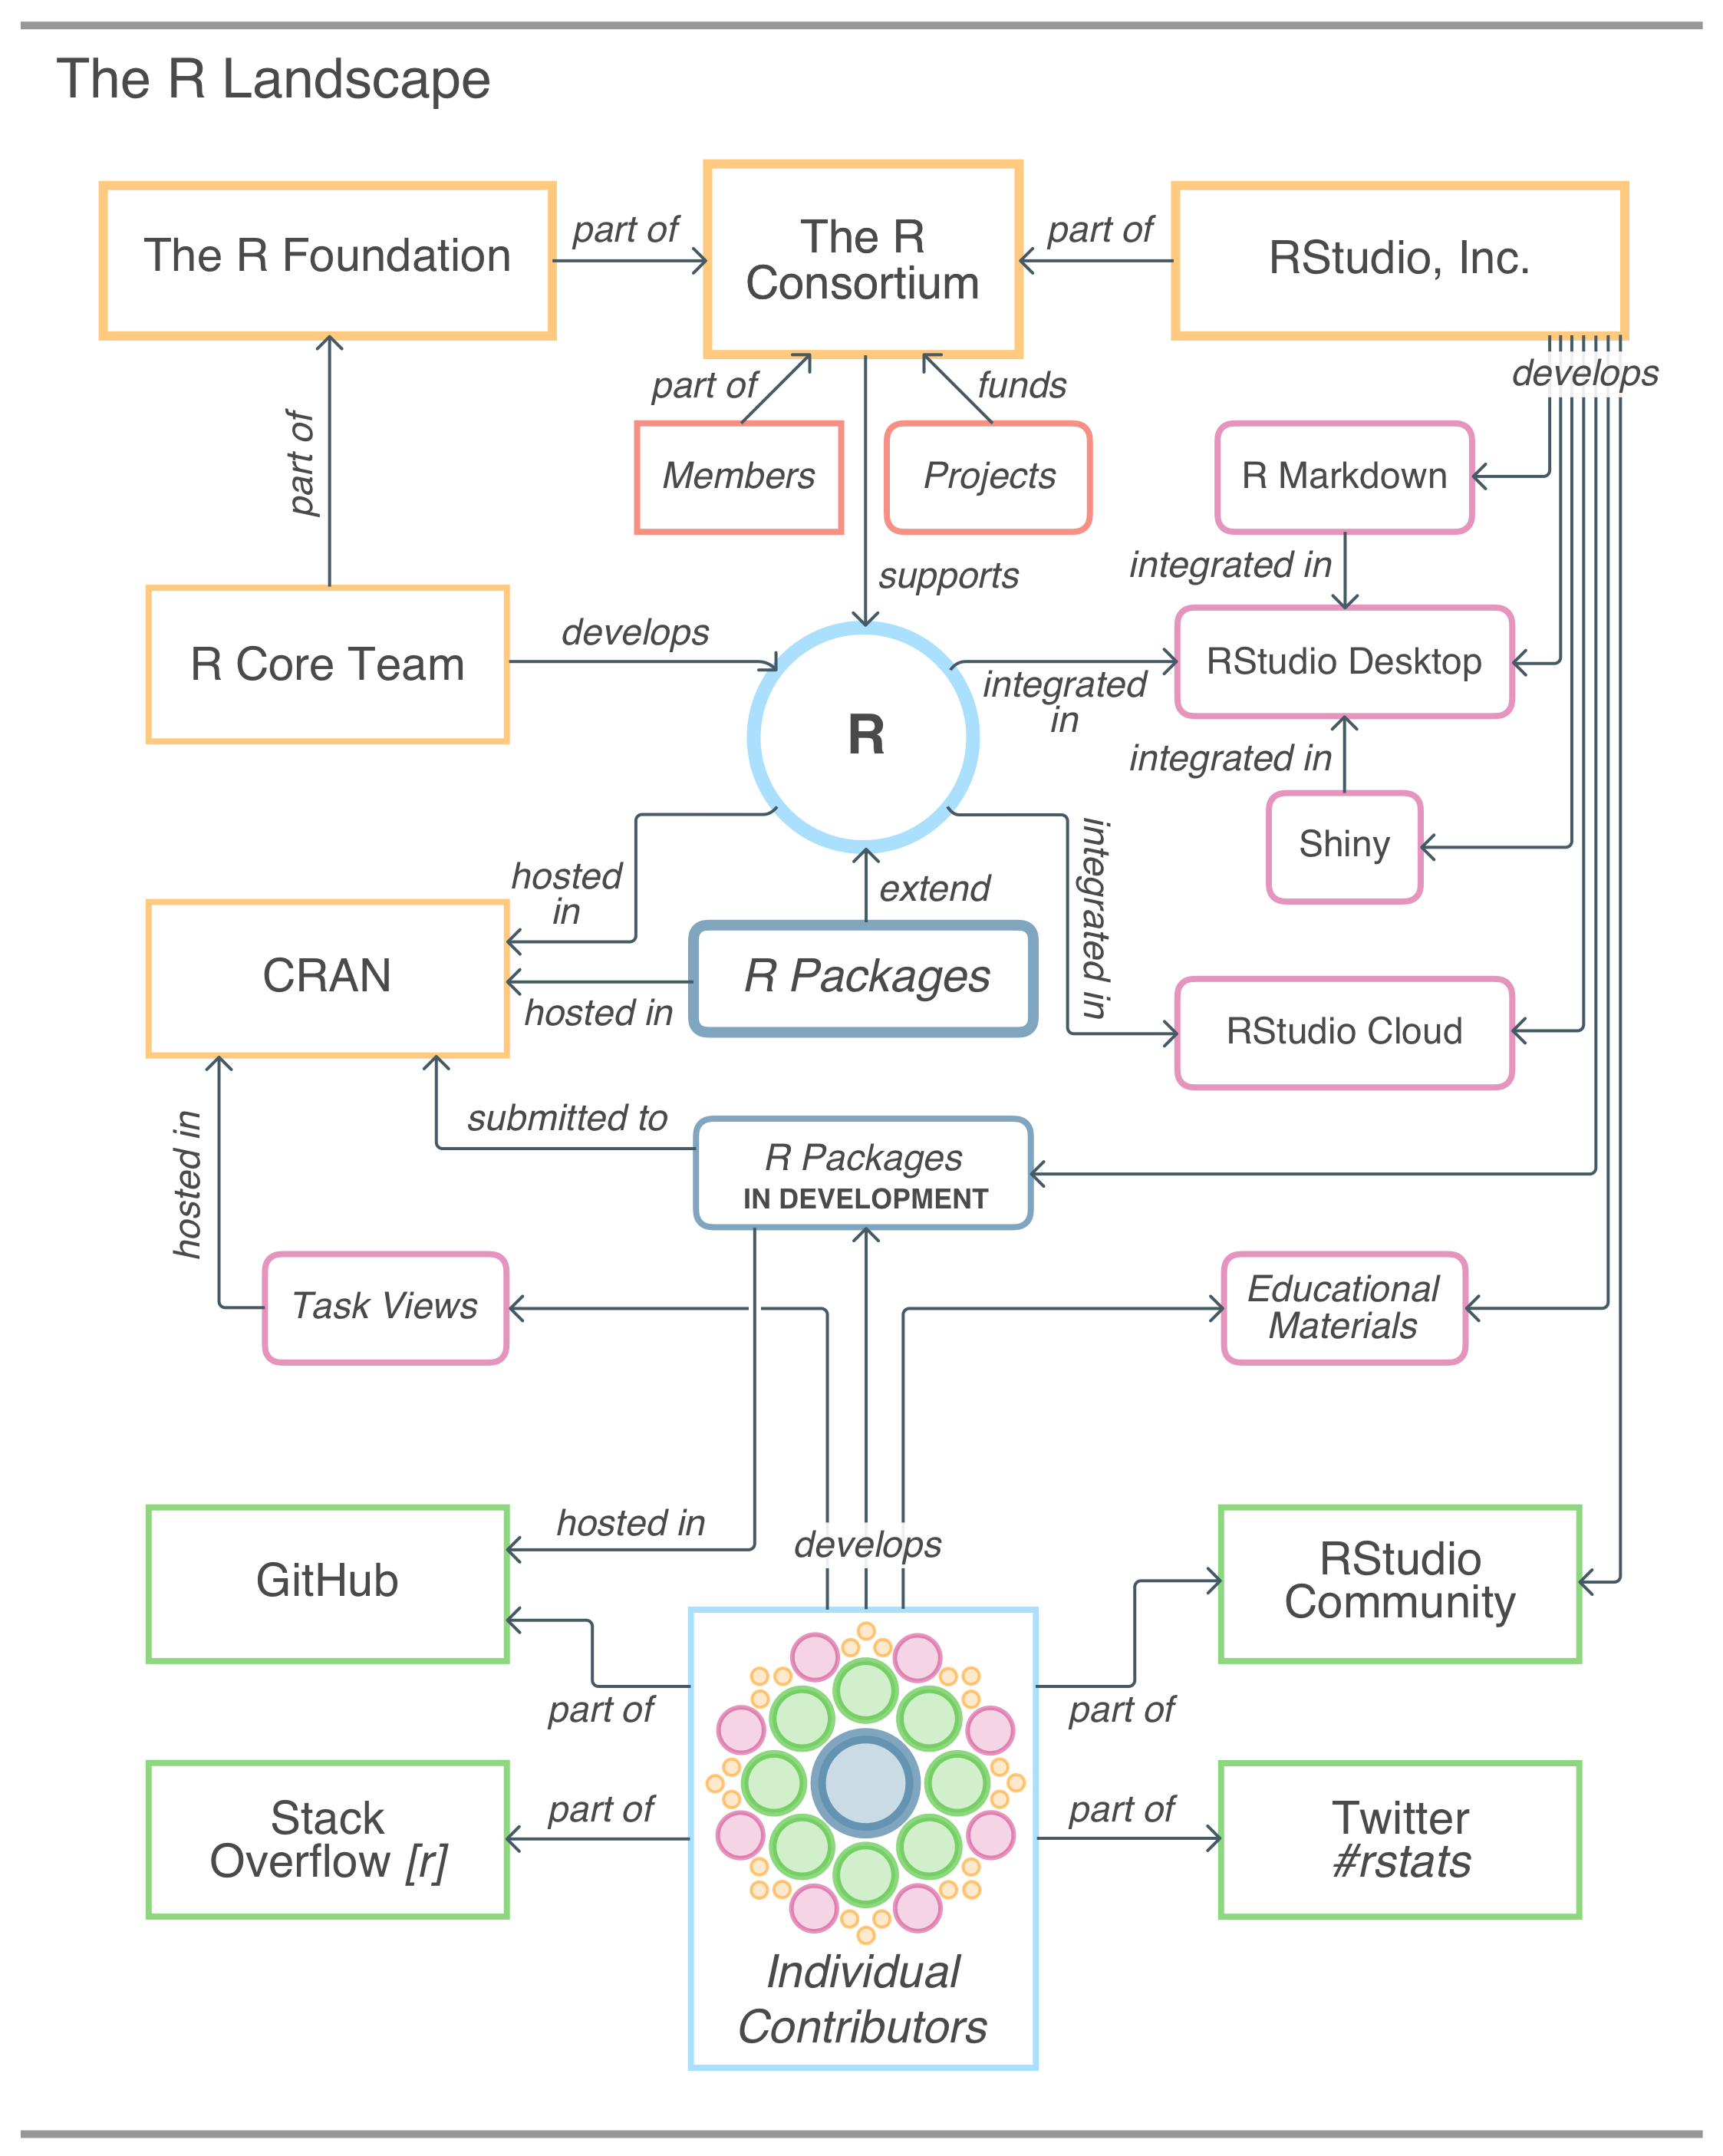 The R Landscape
The R Foundation
part of
The R
Consortium
part of
RStudio, Inc.
develops
part of
funds
Members
Projects
R Markdown
part of
supports
integrated in
R Core Team
develops
R
integrated
in
RStudio Desktop
integrated in
Shiny
hosted
in
extend
integrated in
CRAN
R Packages
hosted in
RStudio Cloud
submitted to
R Packages
IN DEVELOPMENT
hosted in
Task Views
Educational
Materials
hosted in
develops
GitHub
RStudio
Community
part of
part of
Stack
Overflow [r]
part of
part of
Twitter
#rstats
Individual
Contributors